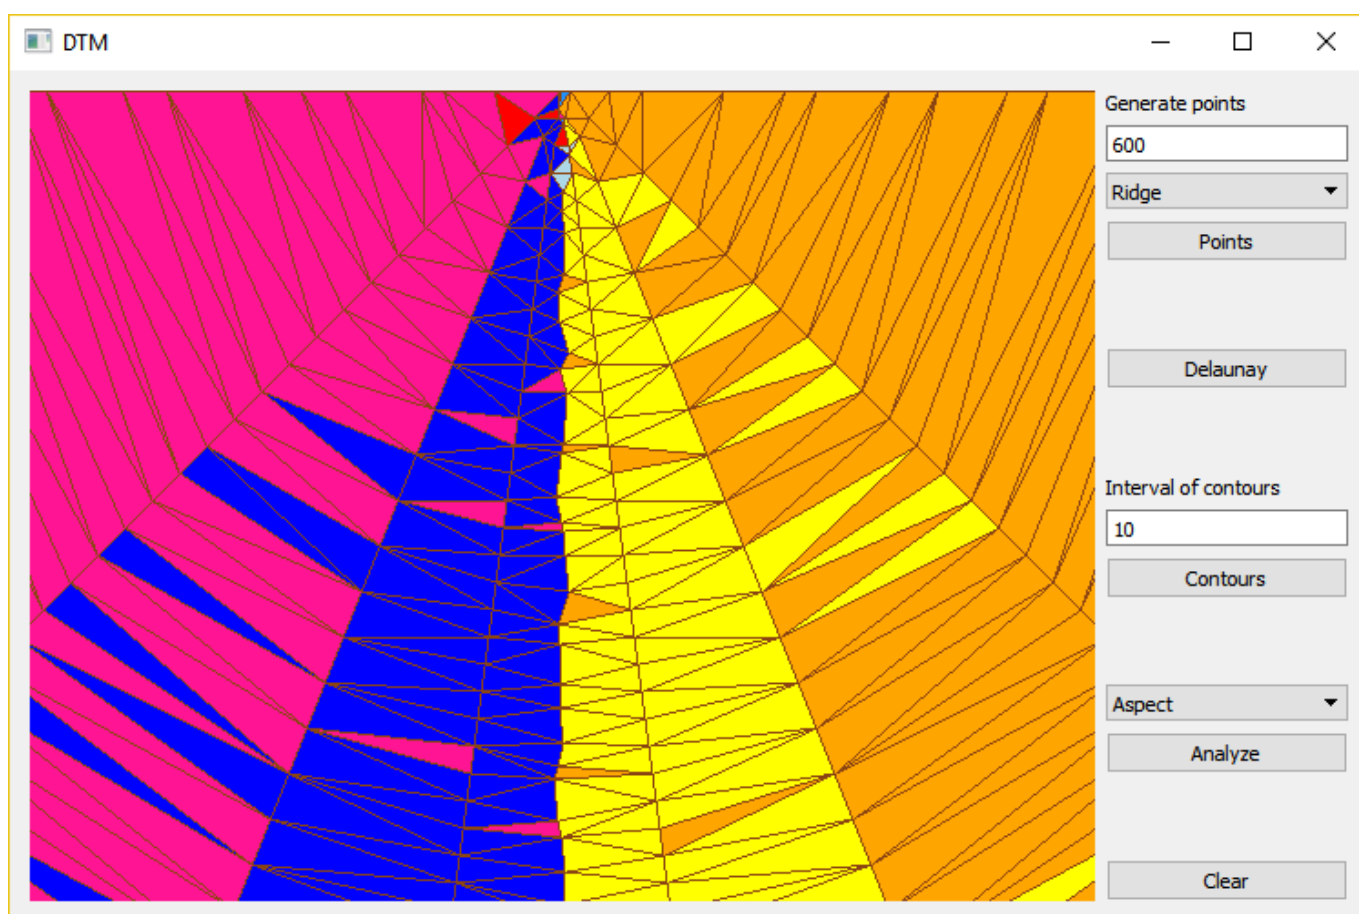 DTM
Generate points
600
Ridge
Points
Delaunay
Interval of contours
10
Contours
Aspect
Analyze
Clear